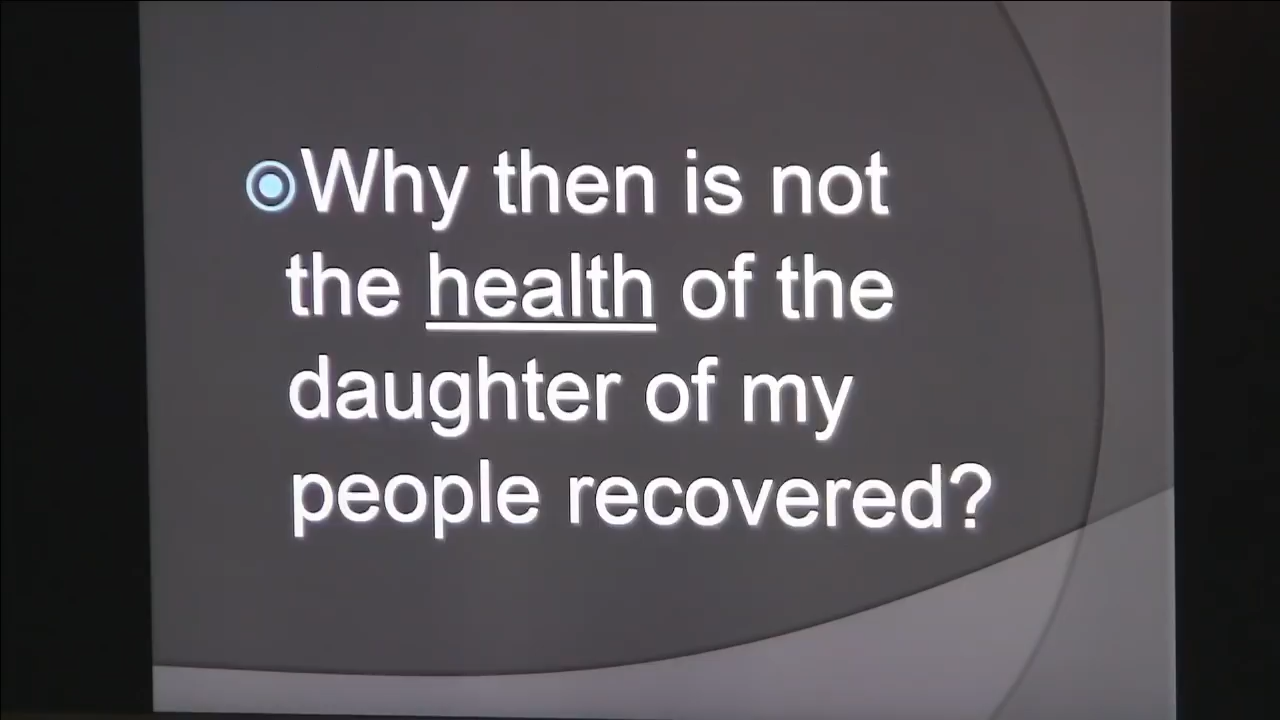 Why then is not
the health of the
daughter of my
people recovered?